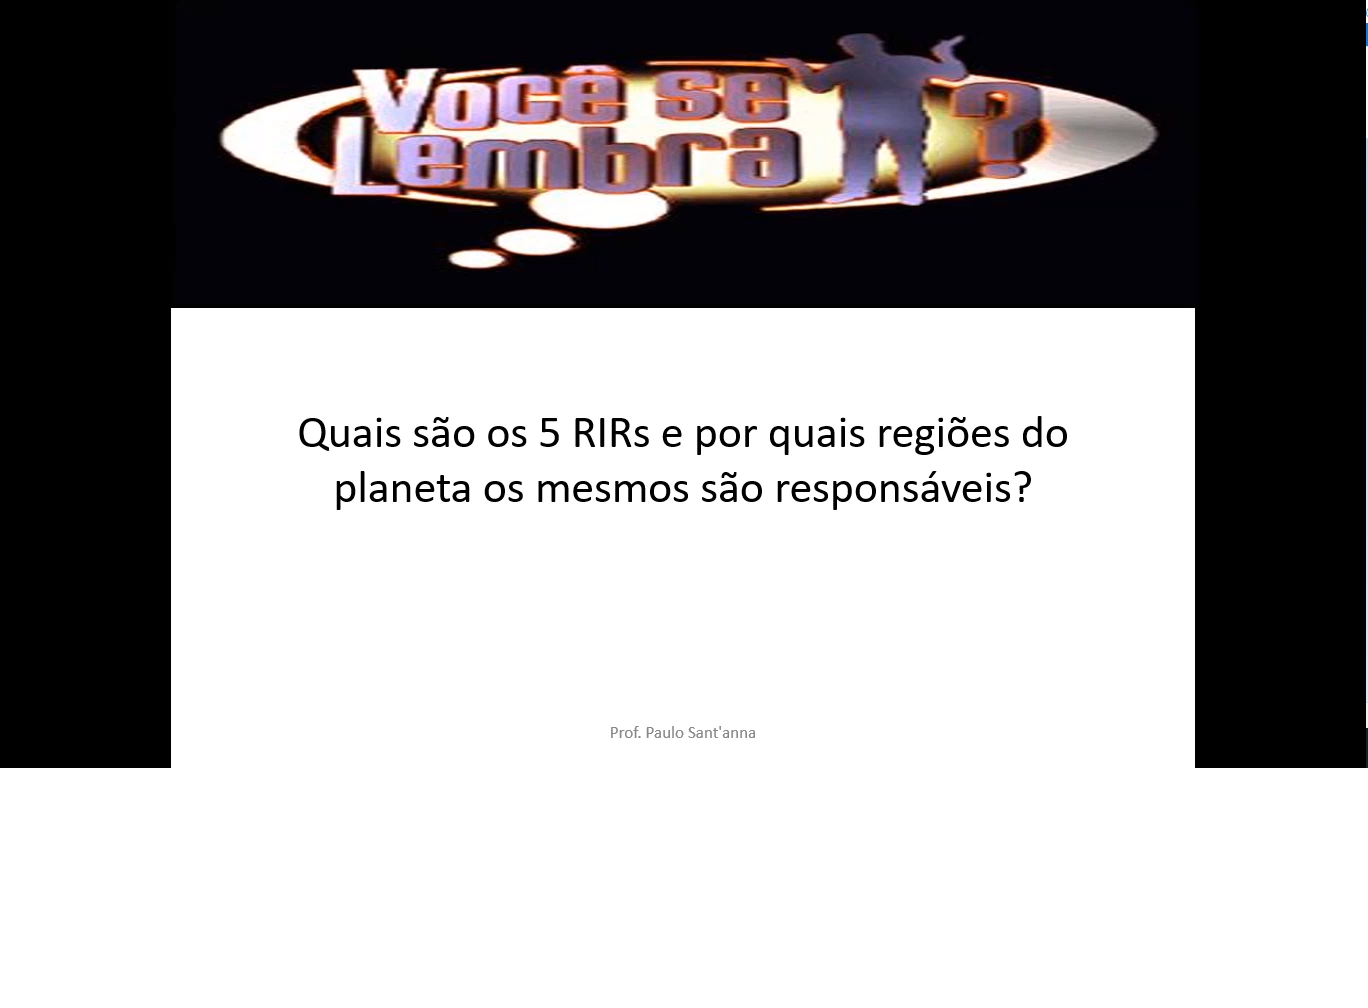 Você se
Lembra ?
Quais são os 5 RIRs e por quais regiões do
planeta os mesmos são responsáveis?
Prof. Paulo Sant'anna